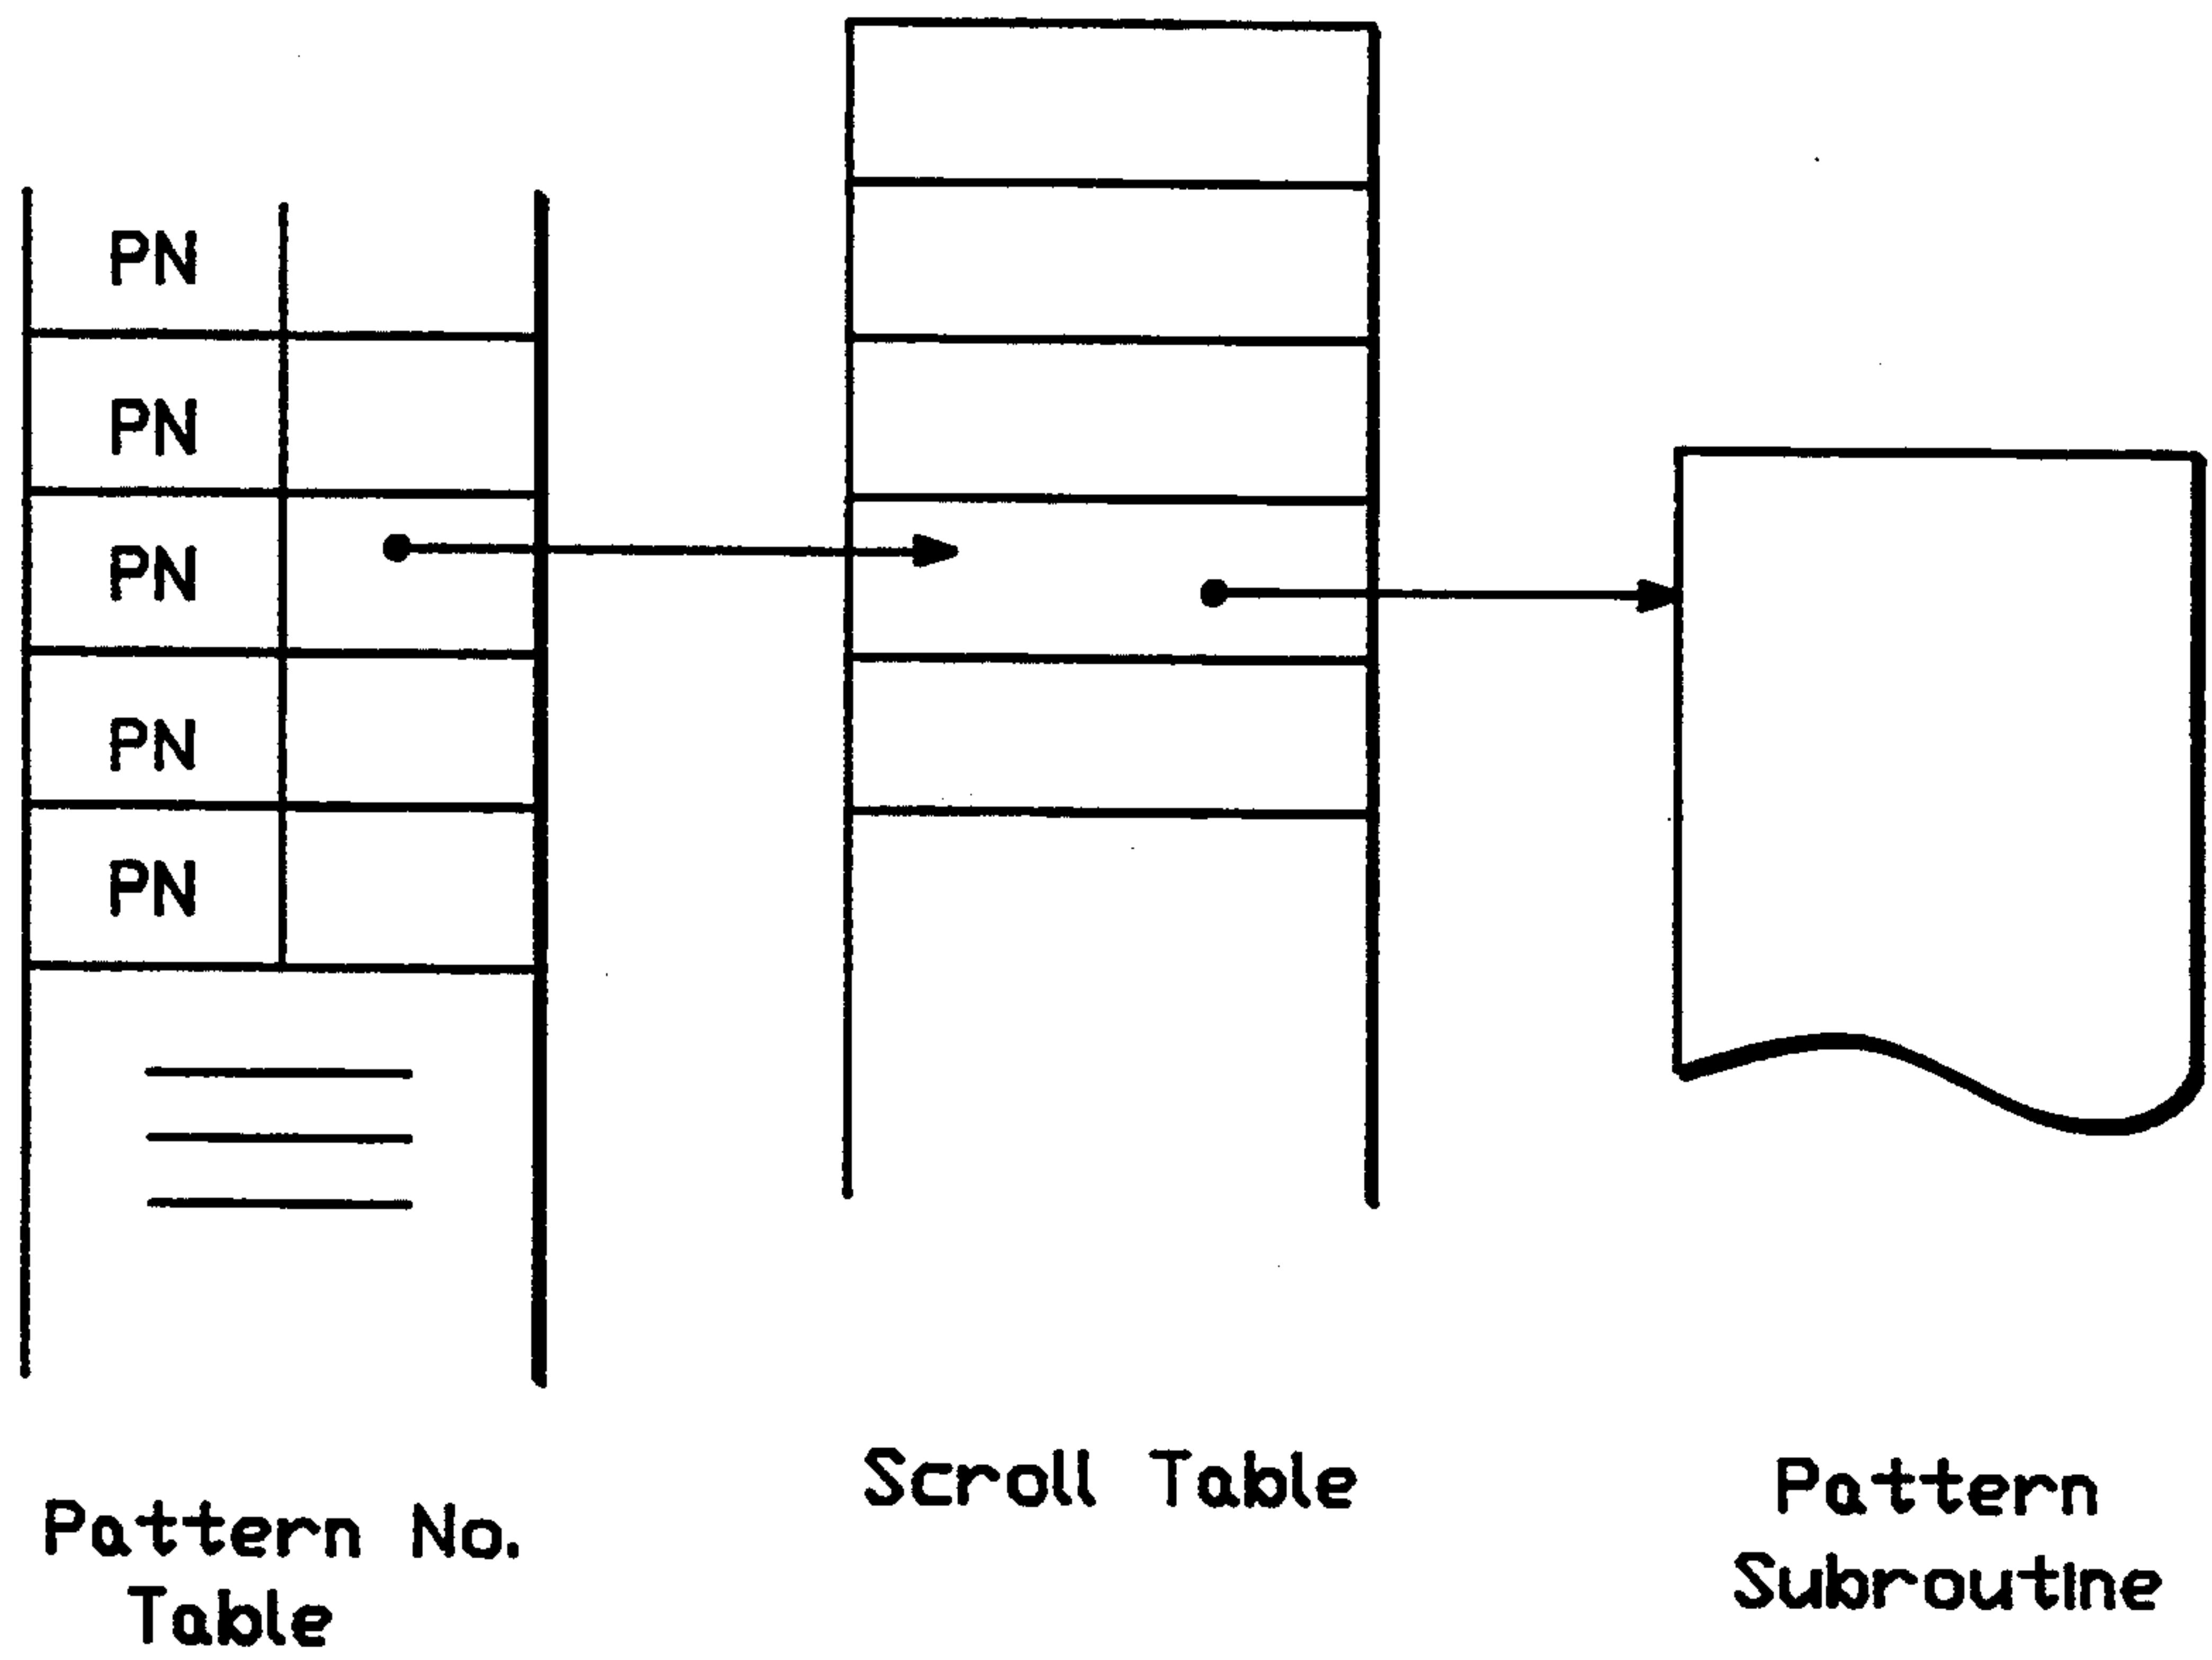 PN
PN
PN
PN
PN
Pattern No.
Table
Scroll Table
Pattern
Subroutine